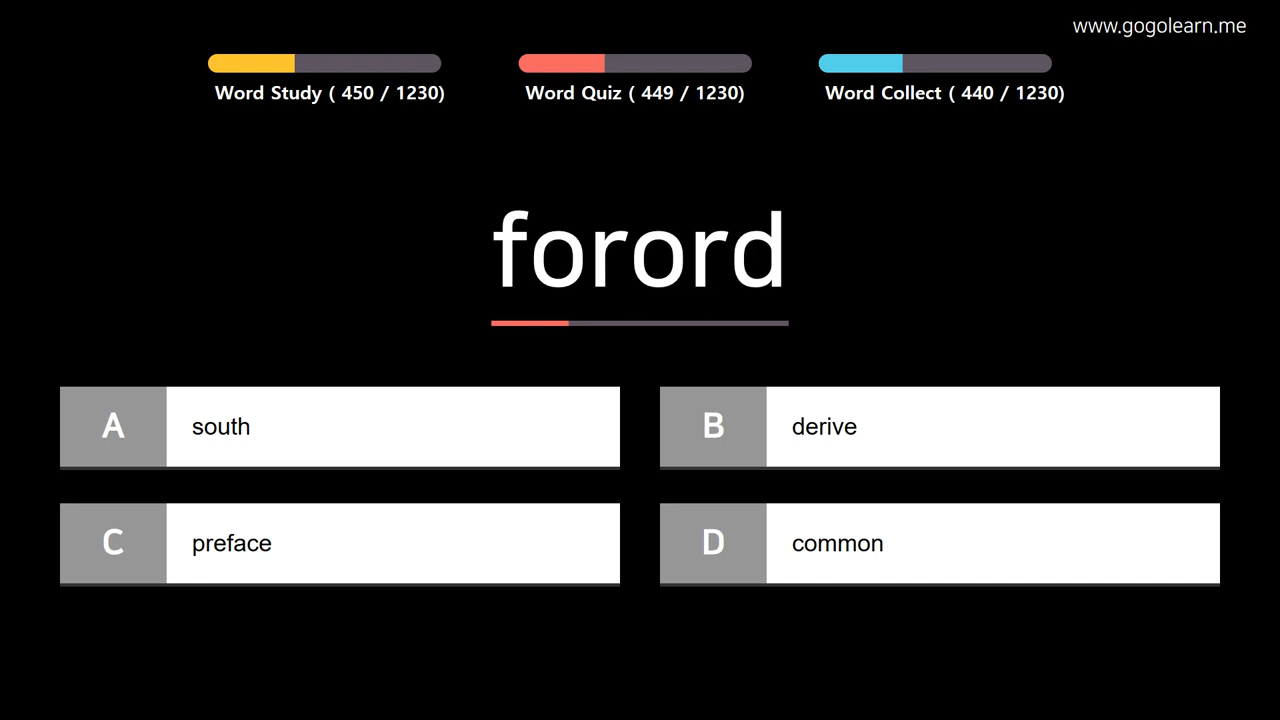 www.gogolearn.me
Word Study ( 450 / 1230)
Word Quiz ( 449 / 1230)
Word Collect ( 440 / 1230)
forord
A south
B derive
C preface
D common